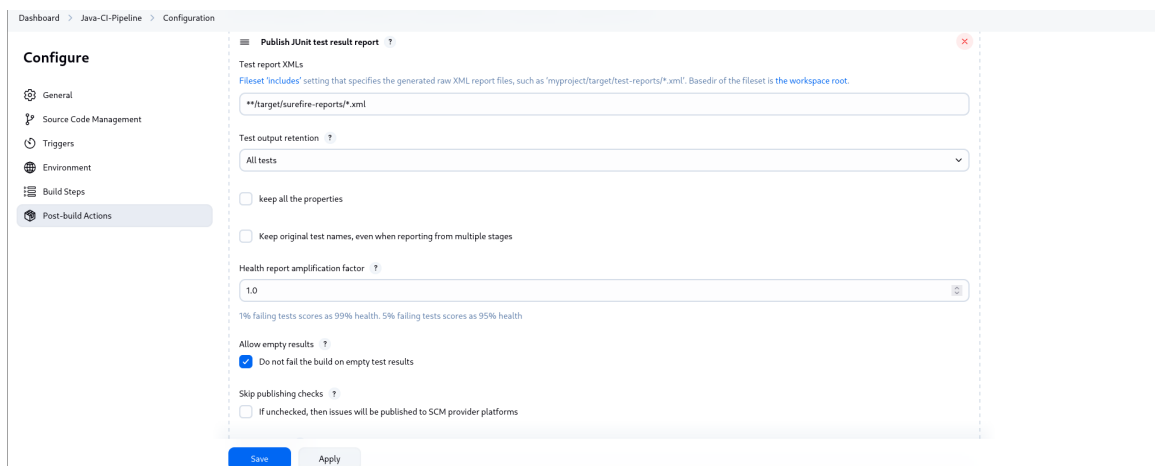 Dashboard > Java-CI-Pipeline > Configuration
Configure
General
Source Code Management
Triggers
Environment
Build Steps
Post-build Actions
Publish JUnit test result report ?
Test report XMLs
Fileset 'includes' setting that specifies the generated raw XML report files, such as 'myproject/target/test-reports/*.xml'. Basedir of the fileset is the workspace root.
**/target/surefire-reports/*.xml
Test output retention ?
All tests
keep all the properties
Keep original test names, even when reporting from multiple stages
Health report amplification factor ?
1.0
1% failing tests scores as 99% health. 5% failing tests scores as 95% health
Allow empty results ?
Do not fail the build on empty test results
Skip publishing checks ?
If unchecked, then issues will be published to SCM provider platforms
Save
Apply